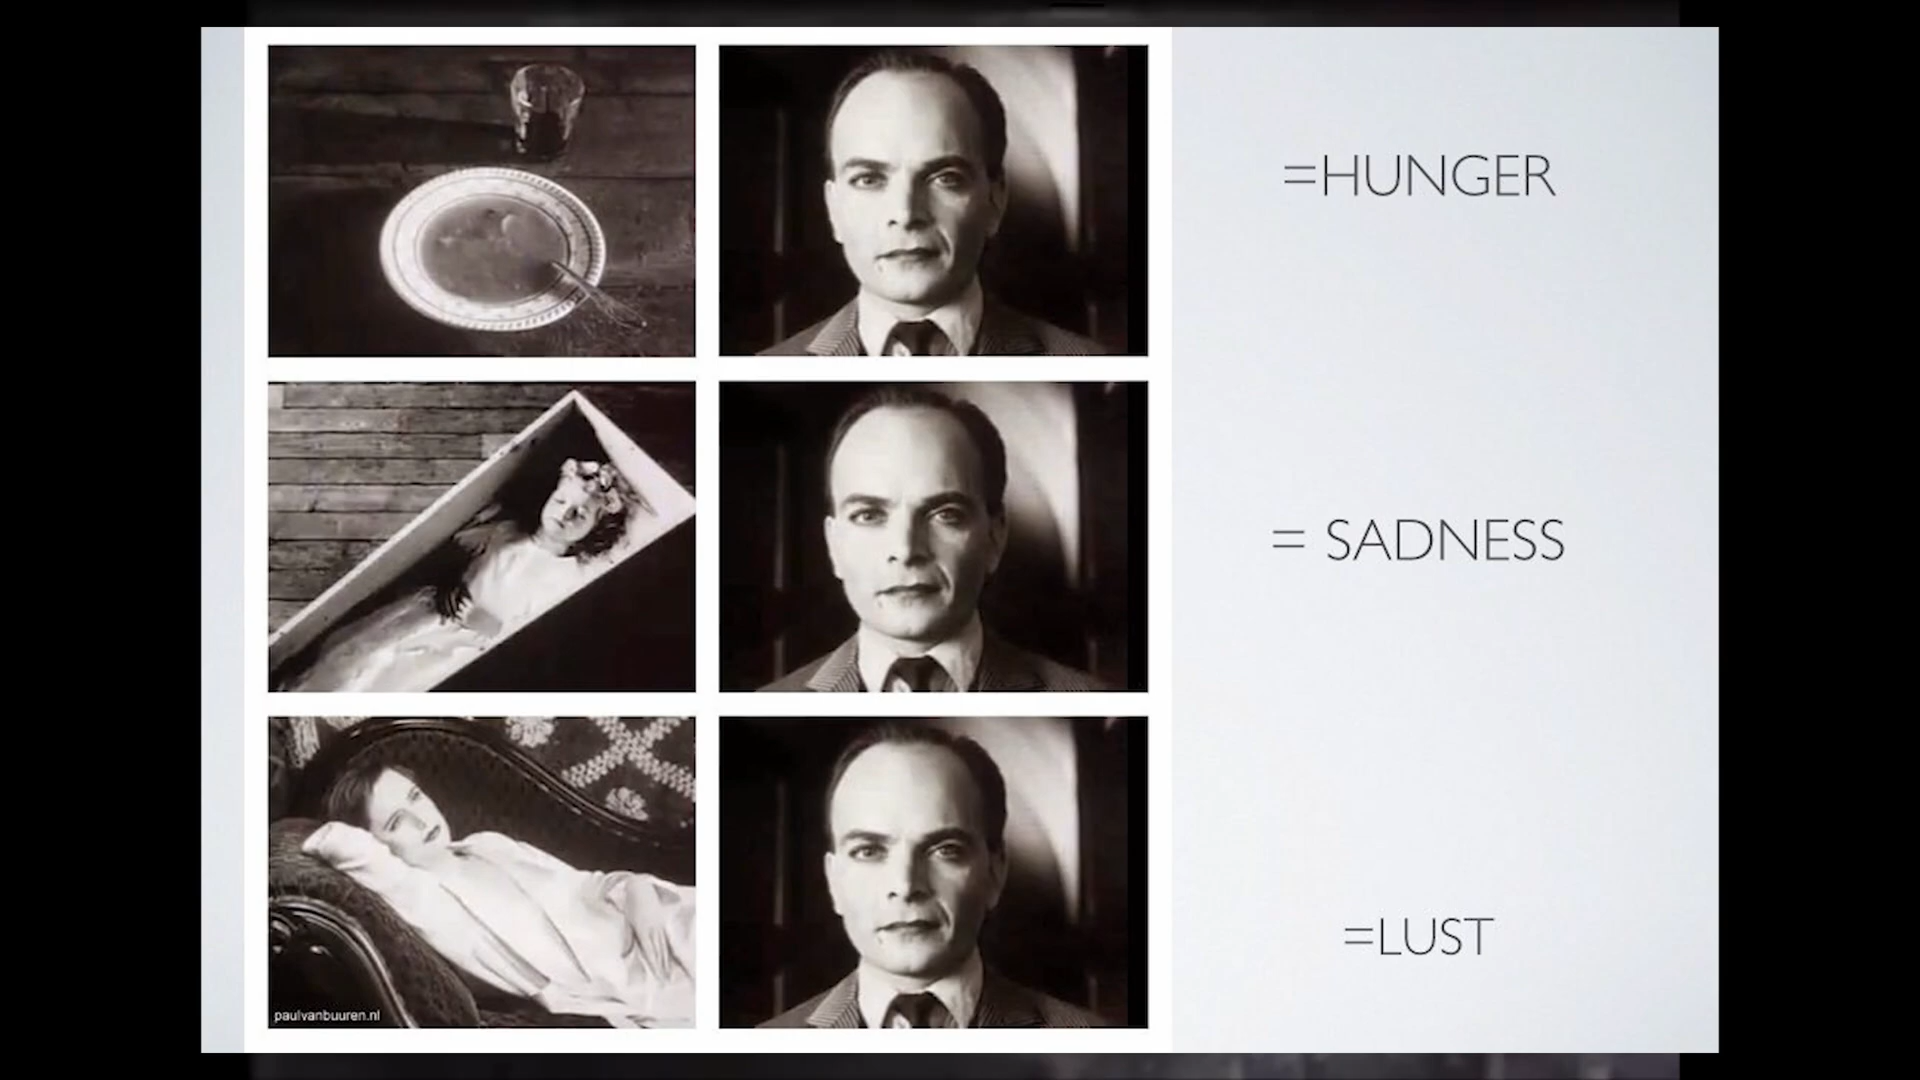 =HUNGER
= SADNESS
=LUST
paulvanbuuren.nl